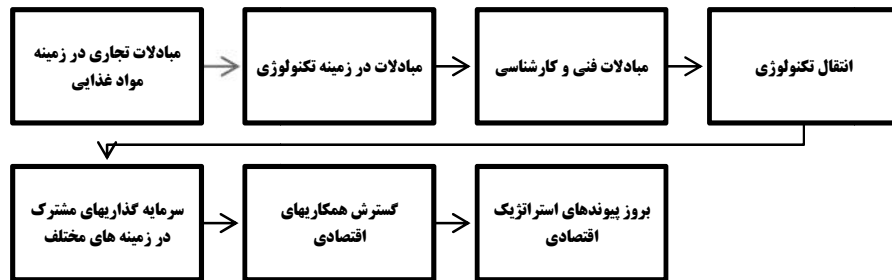 مبادلات تجاری در زمینه
مواد غذایی
مبادلات در زمینه تکنولوژی
مبادلات فنی و کارشناسی
انتقال تکنولوژی
سرمایه گذاریهای مشترک
در زمینه های مختلف
گسترش همکاریهای
اقتصادی
بروز پیوندهای استراتژیک
اقتصادی